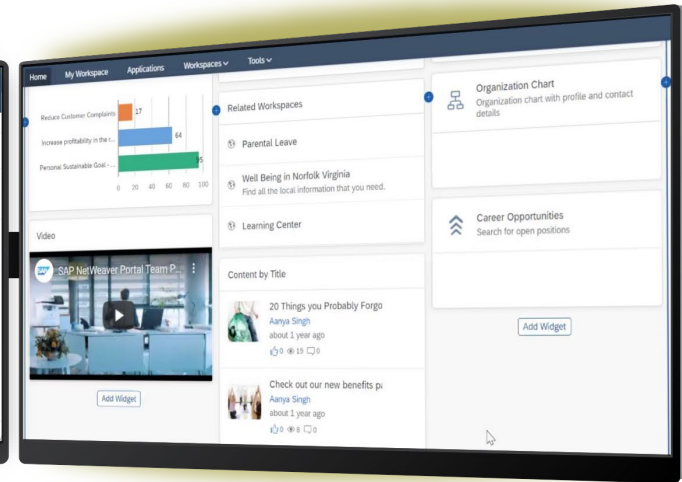 Home
My Workspace
Applications
Workspaces
Tools
Reduce Customer Complaints
17
Increase profitability in the r...
64
Personal Sustainable Goal - ...
95
0 20 40 60 80 100
Video
SAP NetWeaver Portal Team P...
Add Widget
Related Workspaces
Parental Leave
Well Being in Norfolk Virginia
Find all the local information that you need.
Learning Center
Content by Title
20 Things you Probably Forgo
Aanya Singh
about 1 year ago
0 19 0
Check out our new benefits pa
Aanya Singh
about 1 year ago
0 8 0
Organization Chart
Organization chart with profile and contact
details
Career Opportunities
Search for open positions
Add Widget